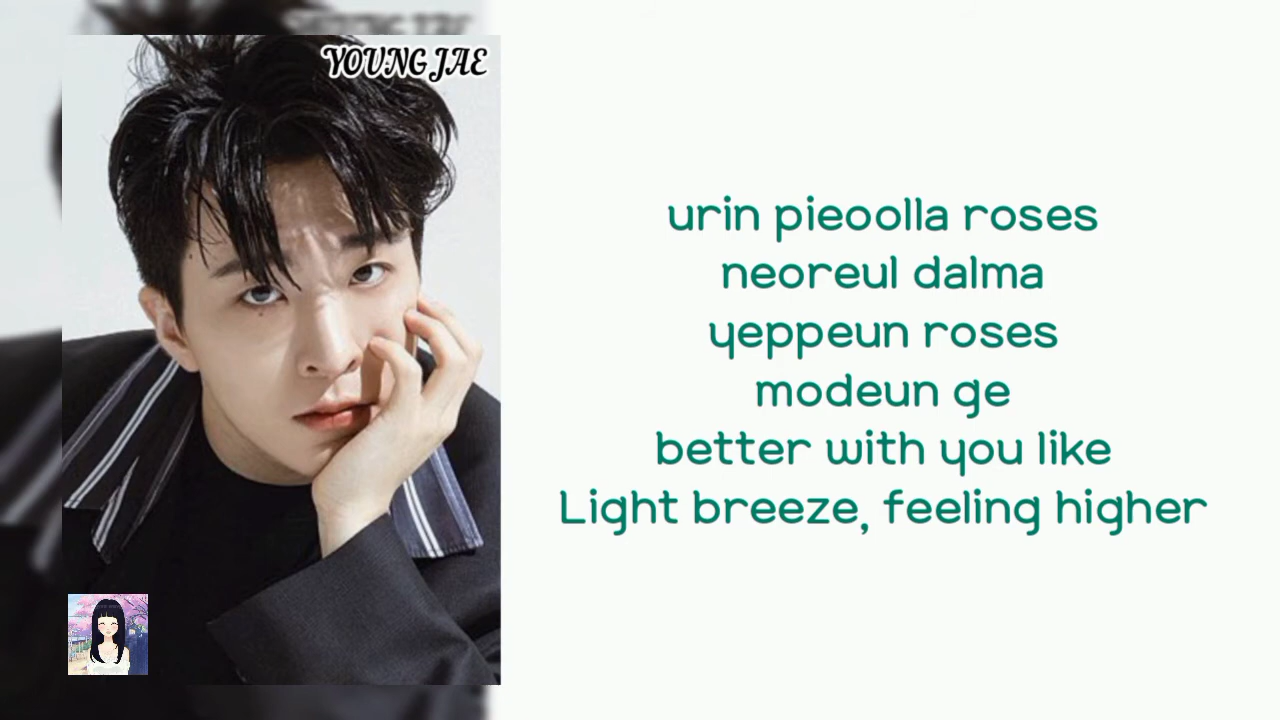 YOUNG JAE
urin pieoolla roses
neoreul dalma
yeppeun roses
modeun ge
better with you like
Light breeze, feeling higher